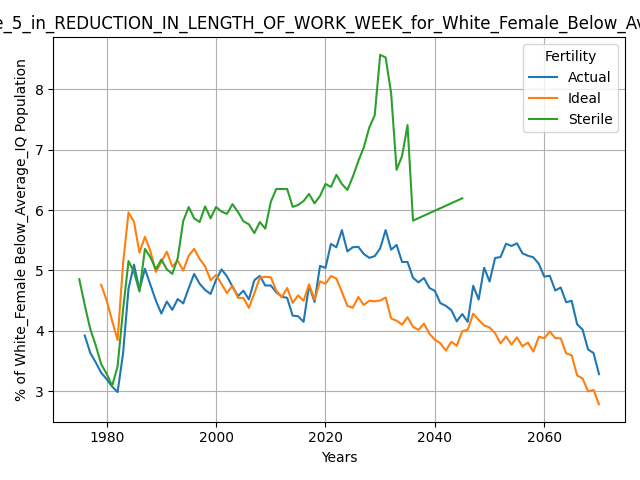 e_5_in_REDUCTION_IN_LENGTH_OF_WORK_WEEK_for_White_Female_Below_Av
Fertility
Actual
Ideal
Sterile
% of White_Female Below_Average_IQ Population
8
7
6
5
4
3
1980 2000 2020 2040 2060
Years